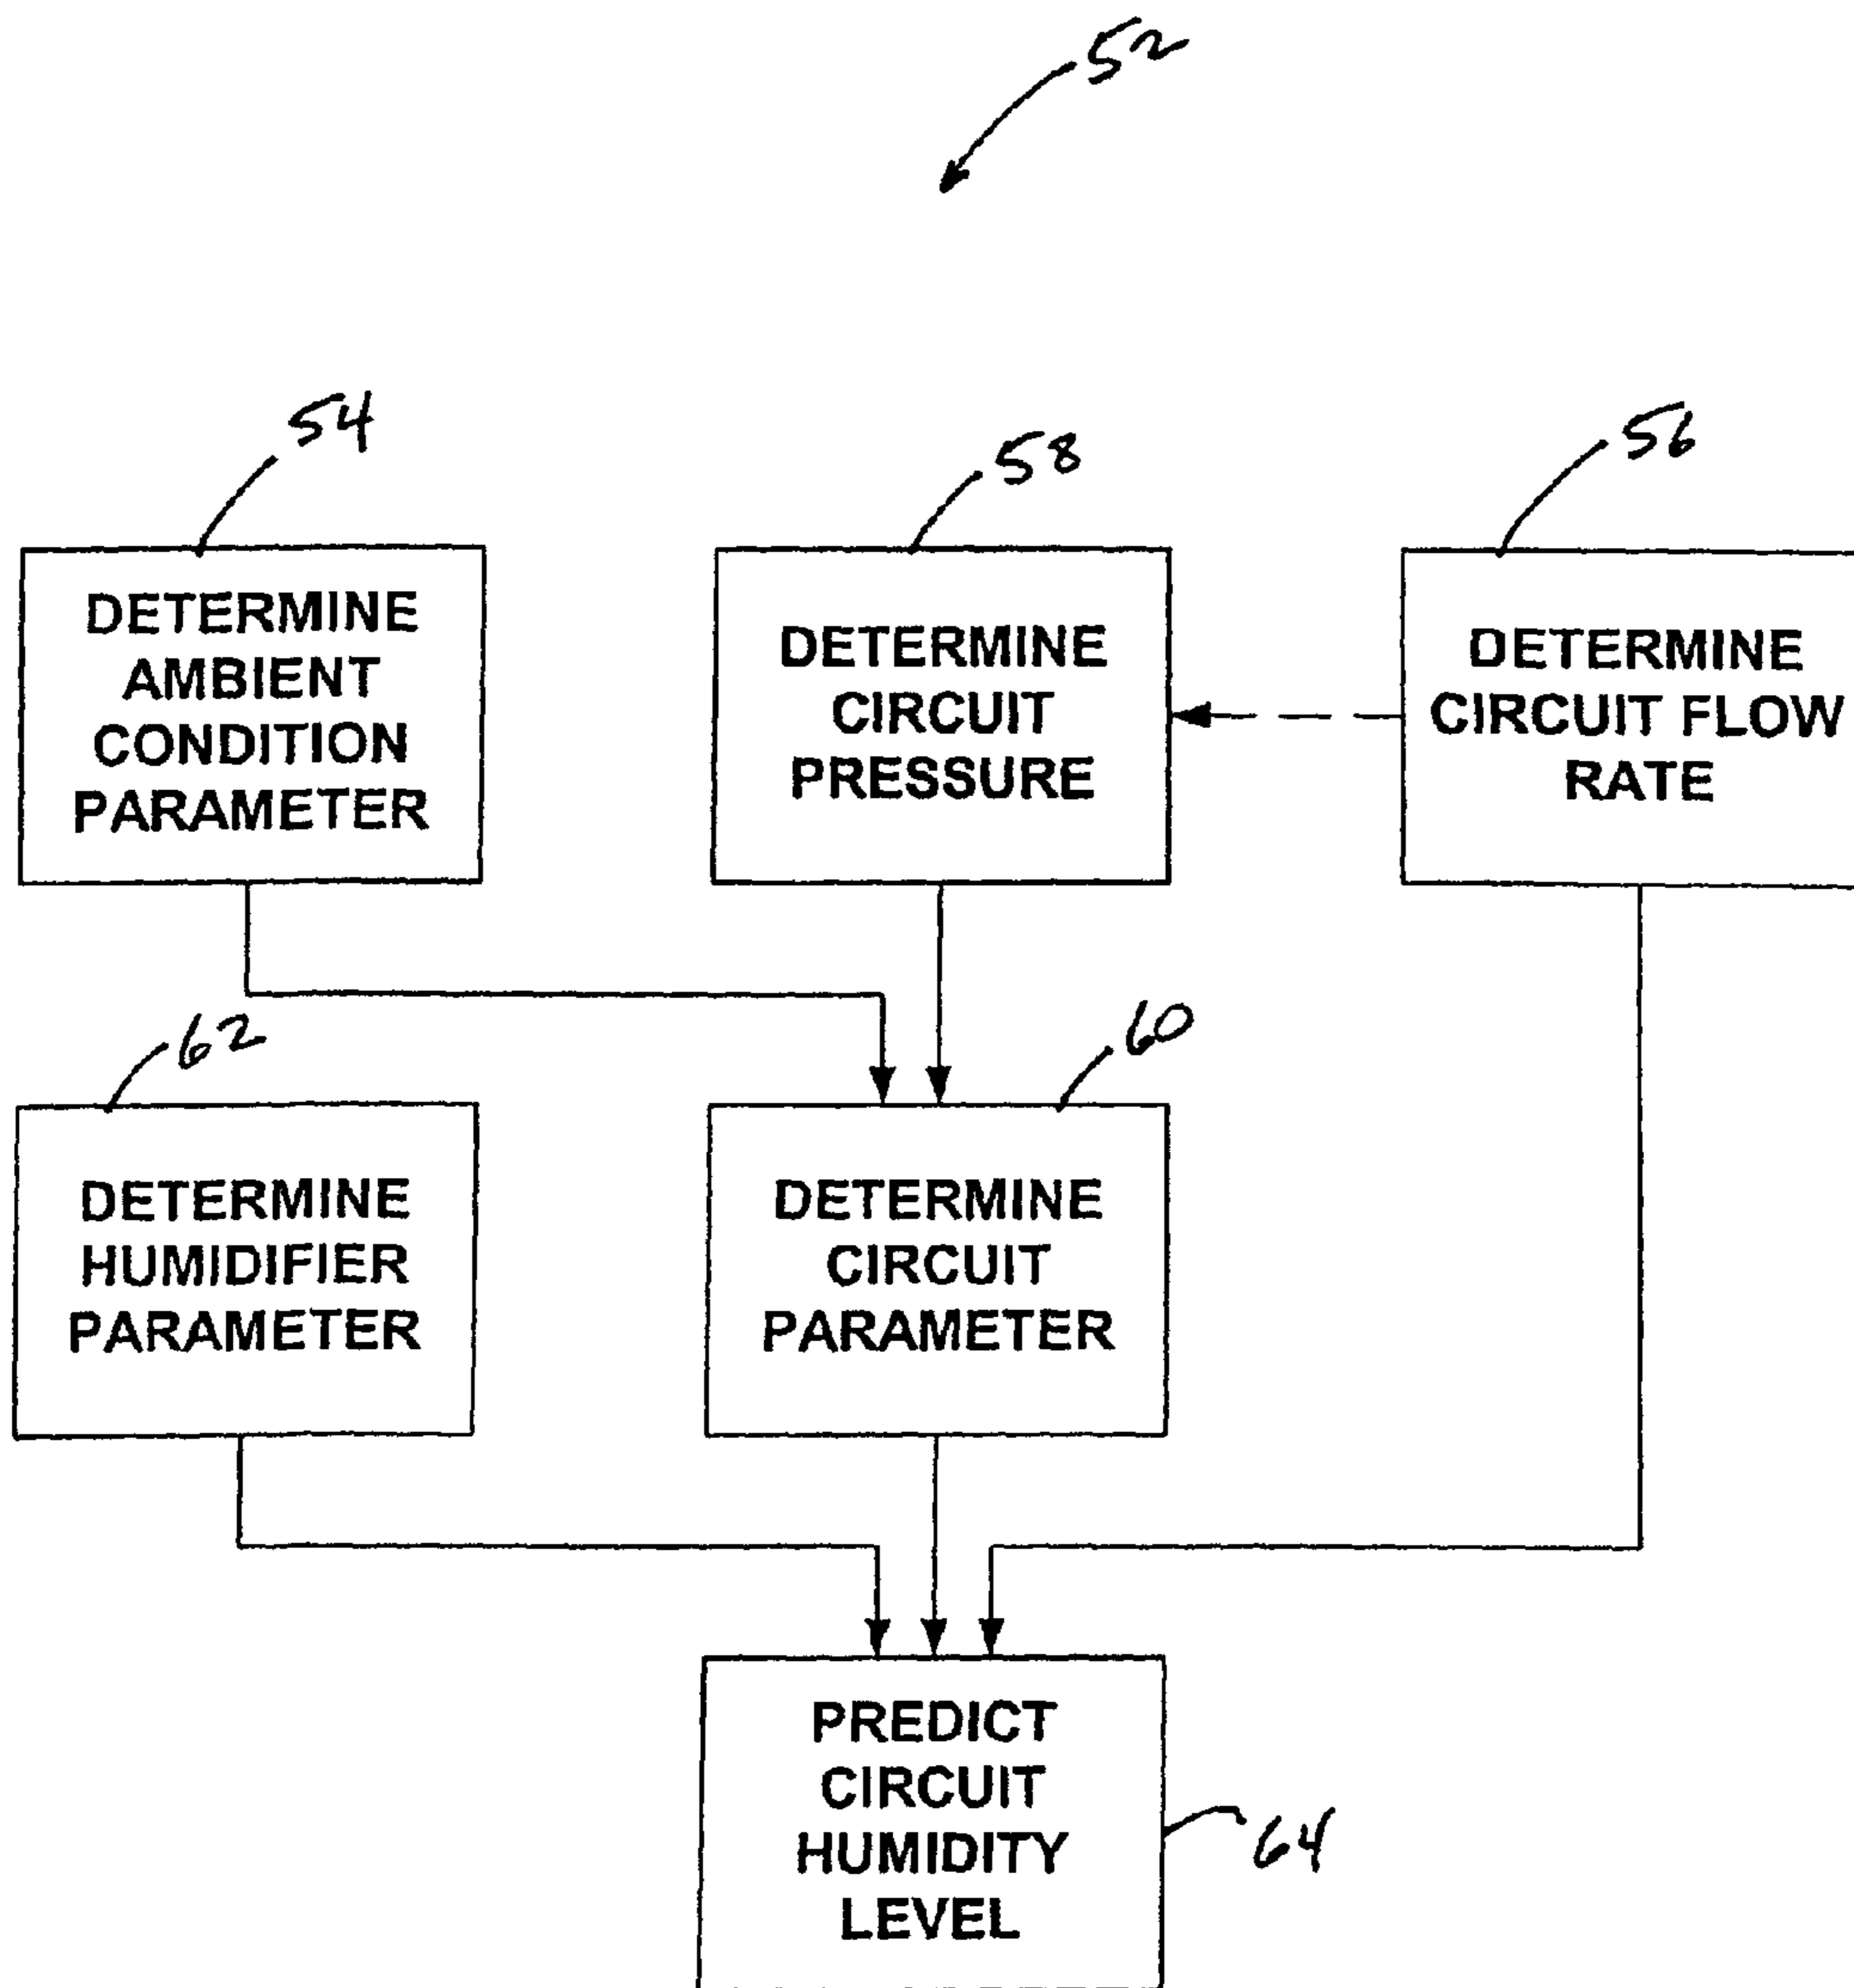 52
54
58
56
DETERMINE
AMBIENT
CONDITION
PARAMETER
DETERMINE
CIRCUIT
PRESSURE
DETERMINE
CIRCUIT FLOW
RATE
62
60
DETERMINE
HUMIDIFIER
PARAMETER
DETERMINE
CIRCUIT
PARAMETER
PREDICT
CIRCUIT
HUMIDITY
LEVEL
64